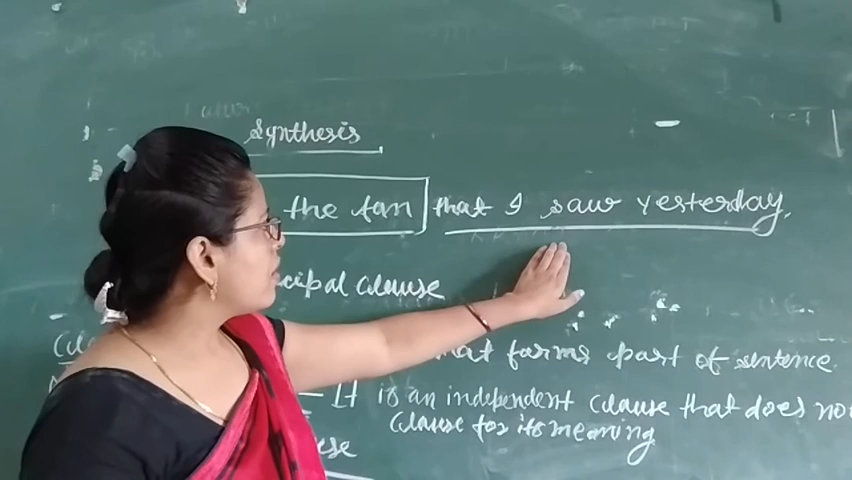 Synthesis
the fan that I saw yesterday.
cipal clause
that forms part of sentence.
It is an independent clause that does no
clause for its meaning